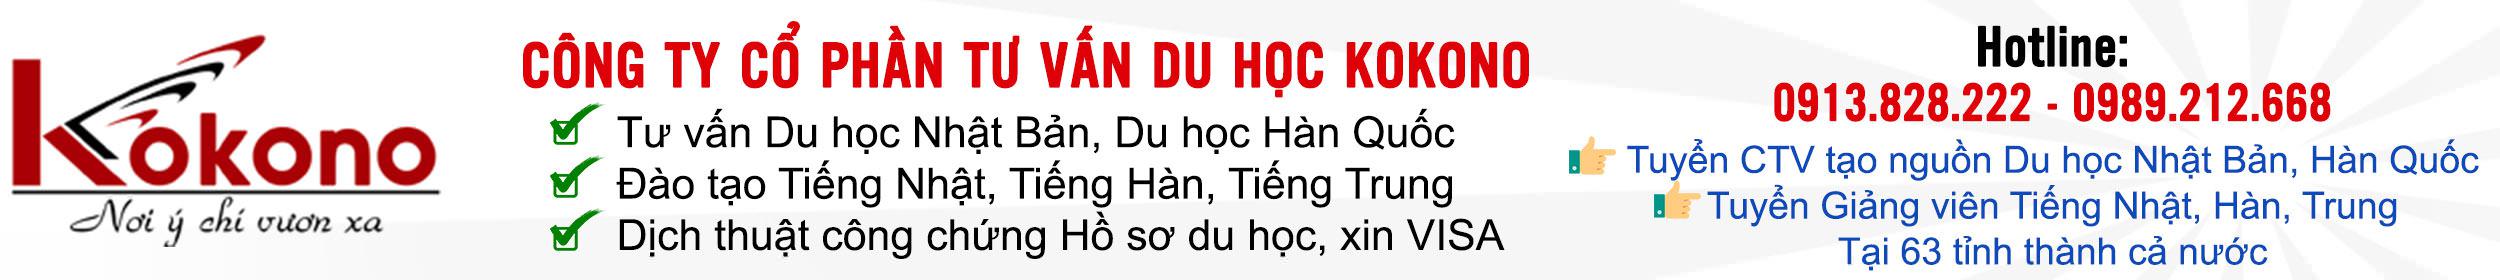 Kokono
Nơi ý chí vươn xa
CÔNG TY CỔ PHẦN TƯ VẤN DU HỌC KOKONO
Tư vấn Du học Nhật Bản, Du học Hàn Quốc
Đào tạo Tiếng Nhật, Tiếng Hàn, Tiếng Trung
Dịch thuật công chứng Hồ sơ du học, xin VISA
Hotline:
0913.828.222 - 0989.212.668
Tuyển CTV tạo nguồn Du học Nhật Bản, Hàn Quốc
Tuyển Giảng viên Tiếng Nhật, Hàn, Trung
Tại 63 tỉnh thành cả nước